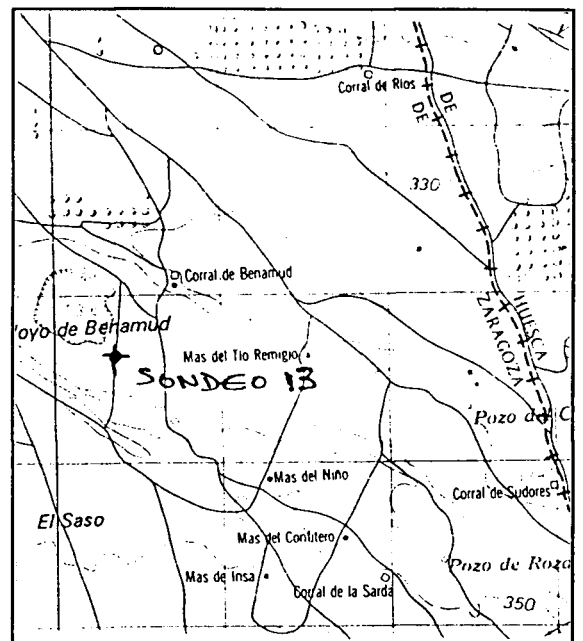 Corral de Rios
DE
DE
330
Corral de Benamud
HUESCA
ZARAGOZA
oyo de Benamud
Mas del Tio Remigio
SONDEO 13
Pozo de C
Mas del Niño
Corral de Sudores
El Saso
Mas del Confitero
Pozo de Roza
Mas de Insa
Corral de la Sarda
350